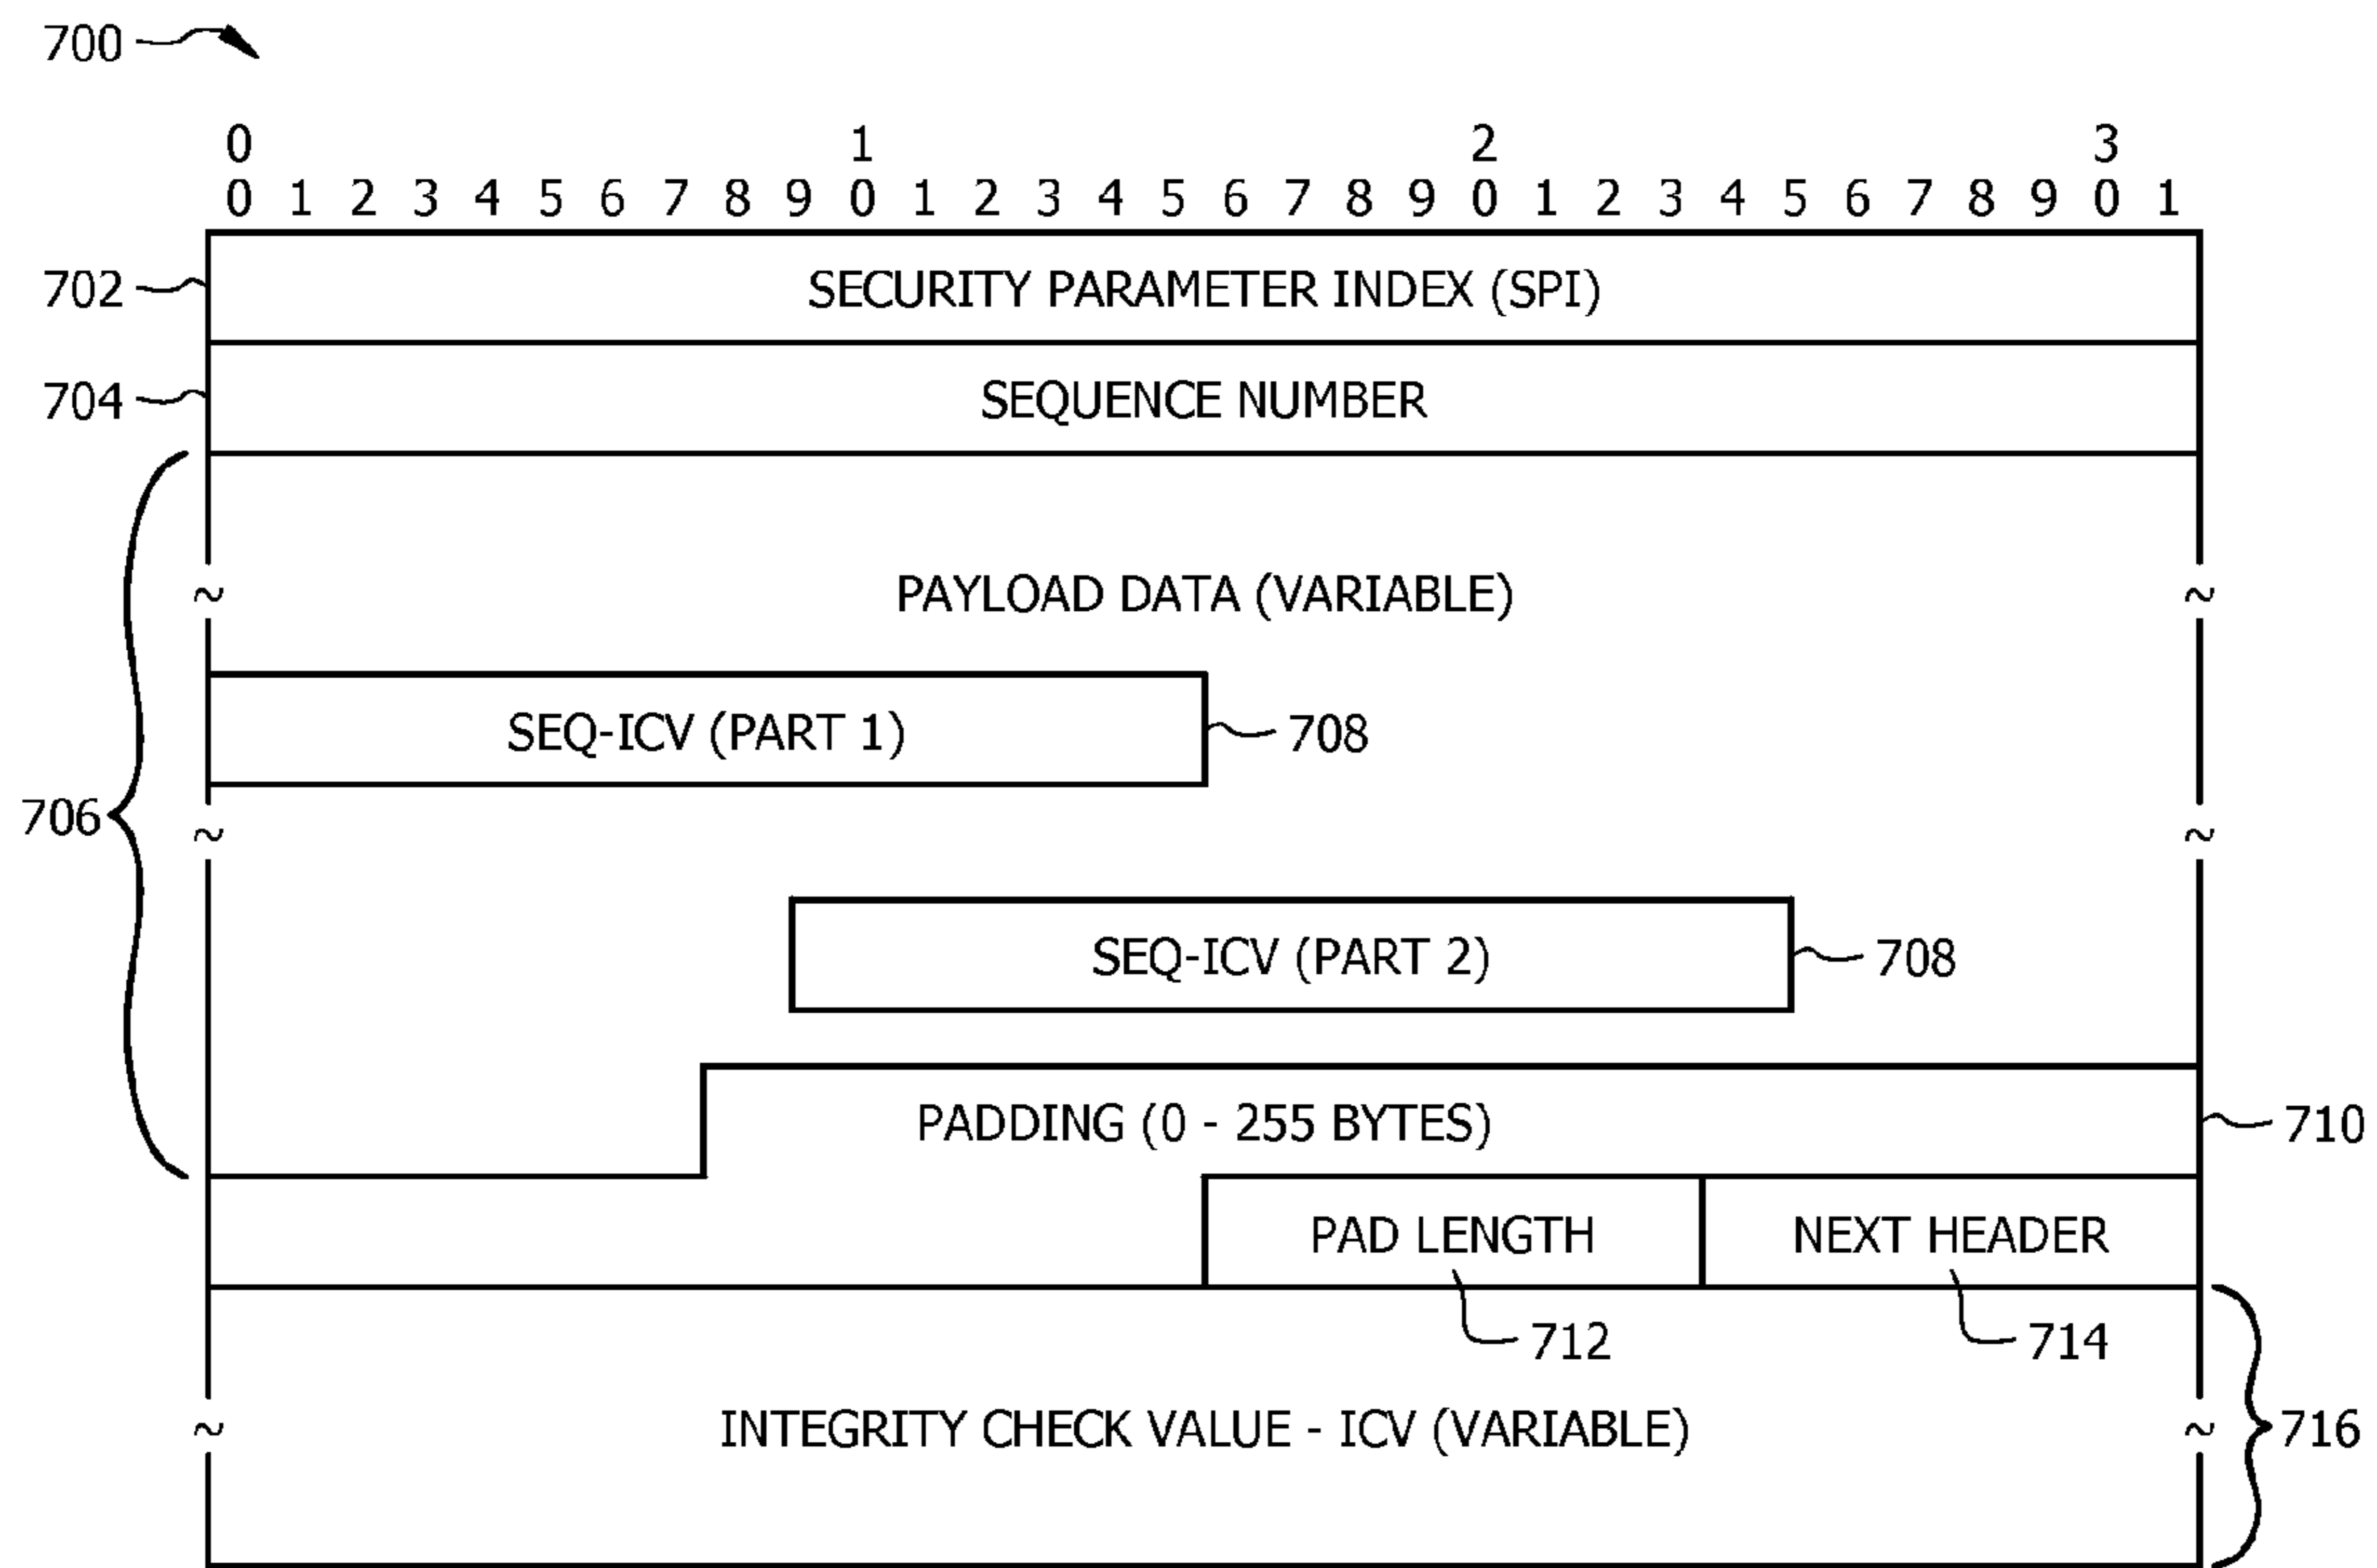 700
0 1 2 3
0 1 2 3 4 5 6 7 8 9 0 1 2 3 4 5 6 7 8 9 0 1 2 3 4 5 6 7 8 9 0 1
702 SECURITY PARAMETER INDEX (SPI)
704 SEQUENCE NUMBER
PAYLOAD DATA (VARIABLE)
SEQ-ICV (PART 1) 708
706
SEQ-ICV (PART 2) 708
PADDING (0 - 255 BYTES) 710
PAD LENGTH NEXT HEADER
712 714
INTEGRITY CHECK VALUE - ICV (VARIABLE) 716